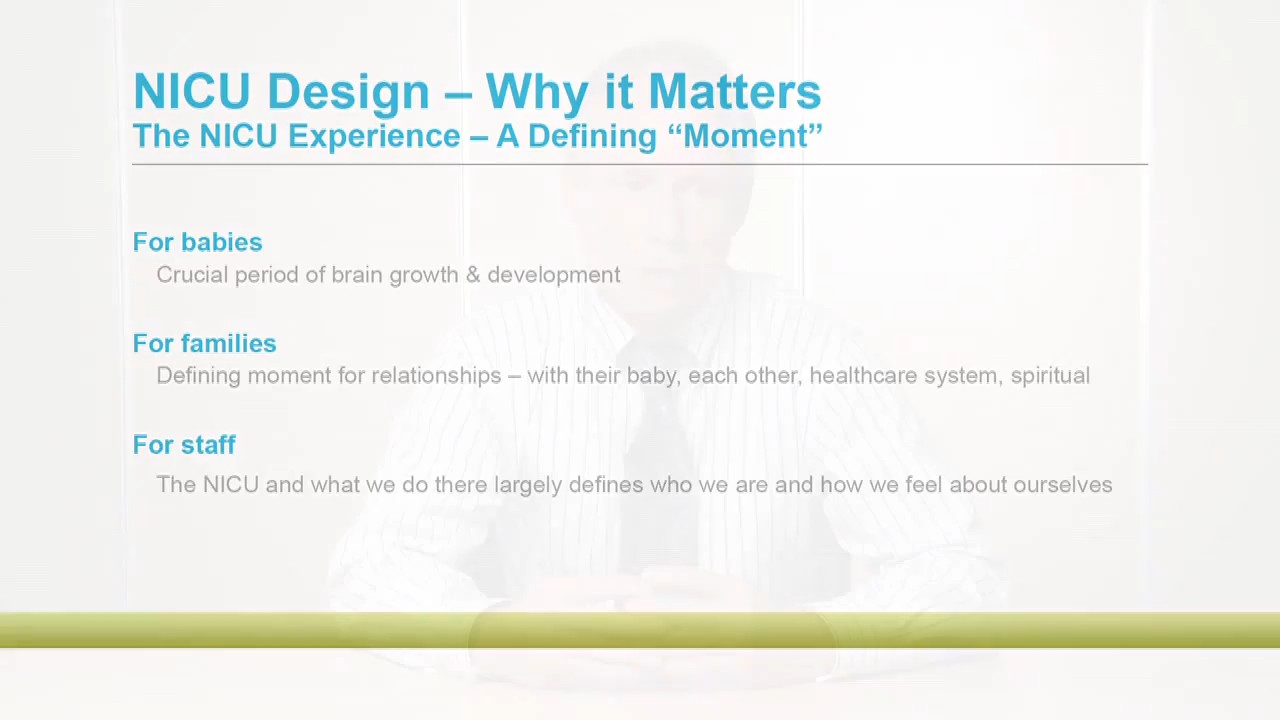 NICU Design – Why it Matters
The NICU Experience – A Defining “Moment”
For babies
Crucial period of brain growth & development
For families
Defining moment for relationships – with their baby, each other, healthcare system, spiritual
For staff
The NICU and what we do there largely defines who we are and how we feel about ourselves